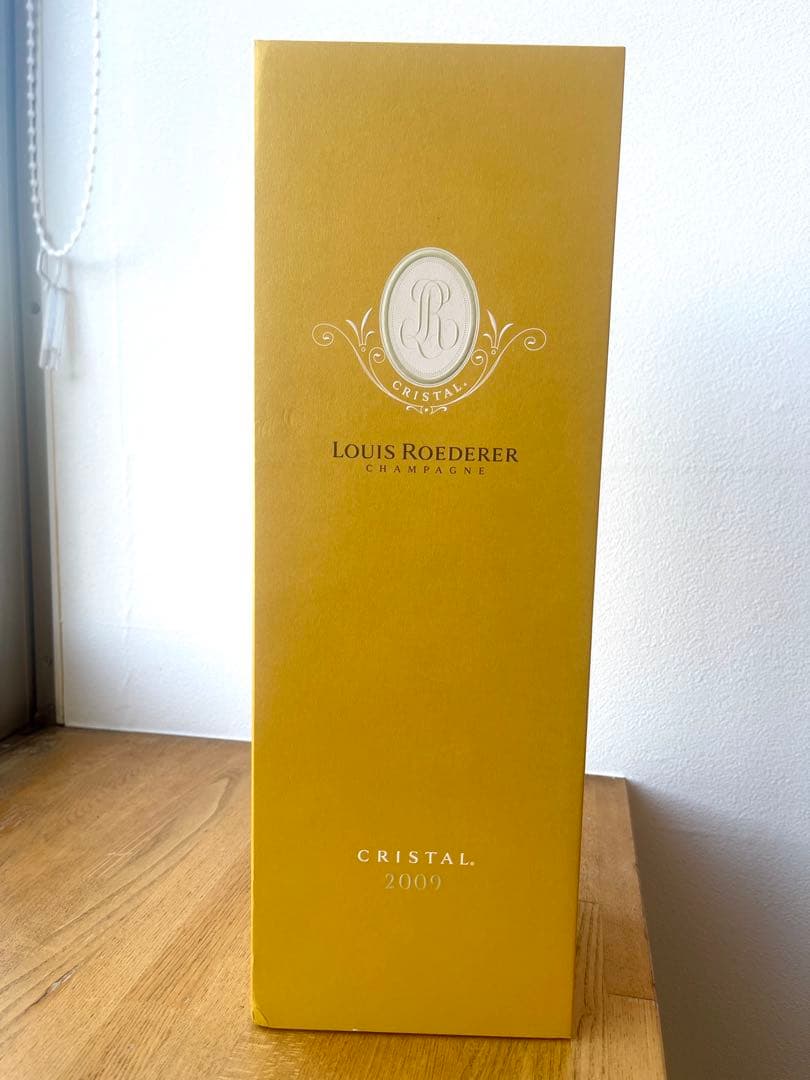 LR
CRISTAL.
LOUIS ROEDERER
CHAMPAGNE
CRISTAL.
2009